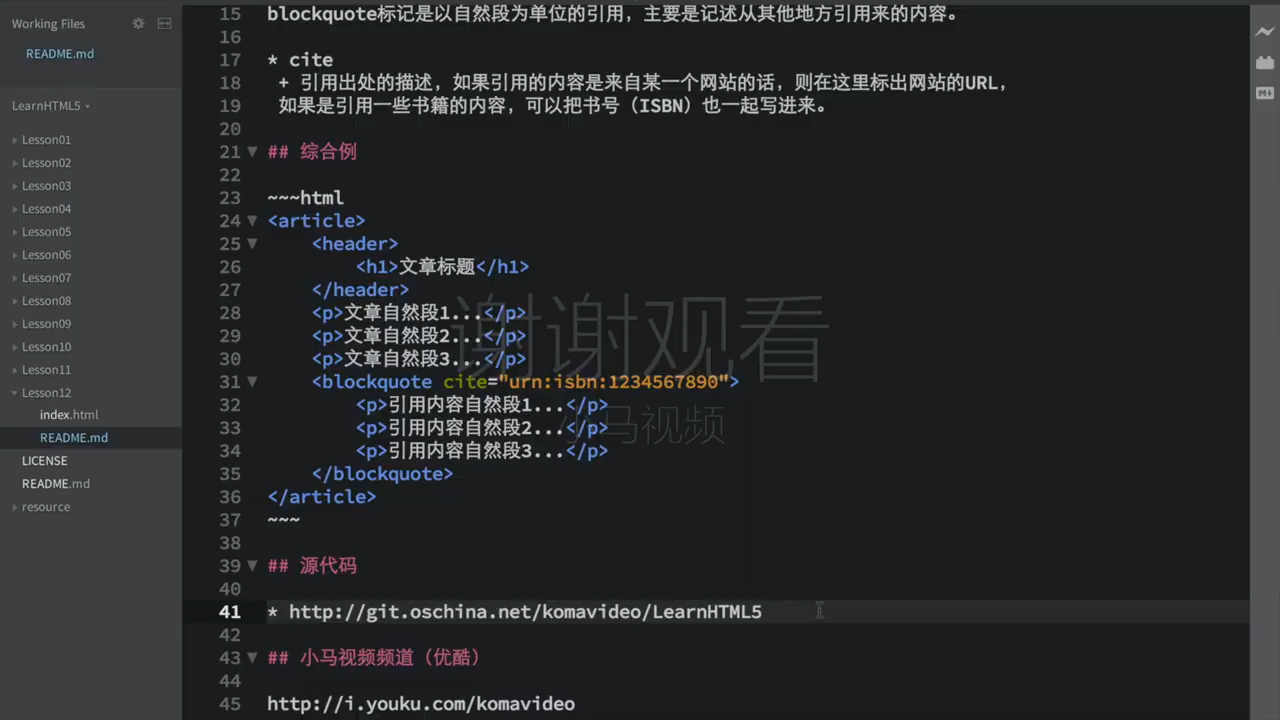 Working Files
README.md
LearnHTML5
Lesson01
Lesson02
Lesson03
Lesson04
Lesson05
Lesson06
Lesson07
Lesson08
Lesson09
Lesson10
Lesson11
Lesson12
index.html
README.md
LICENSE
README.md
resource
15 blockquote标记是以自然段为单位的引用，主要是记述从其他地方引用来的内容。
16
17 * cite
18 + 引用出处的描述，如果引用的内容是来自某一个网站的话，则在这里标出网站的URL，
19 如果是引用一些书籍的内容，可以把书号（ISBN）也一起写进来。
20
21 ## 综合例
22
23 ~~~html
24 <article>
25 <header>
26 <h1>文章标题</h1>
27 </header>
28 <p>文章自然段1...</p>
29 <p>文章自然段2...</p>
30 <p>文章自然段3...</p>
31 <blockquote cite="urn:isbn:1234567890">
32 <p>引用内容自然段1...</p>
33 <p>引用内容自然段2...</p>
34 <p>引用内容自然段3...</p>
35 </blockquote>
36 </article>
37 ~~~
38
39 ## 源代码
40
41 * http://git.oschina.net/komavideo/LearnHTML5
42
43 ## 小马视频频道（优酷）
44
45 http://i.youku.com/komavideo
谢谢观看
小马视频
M↓